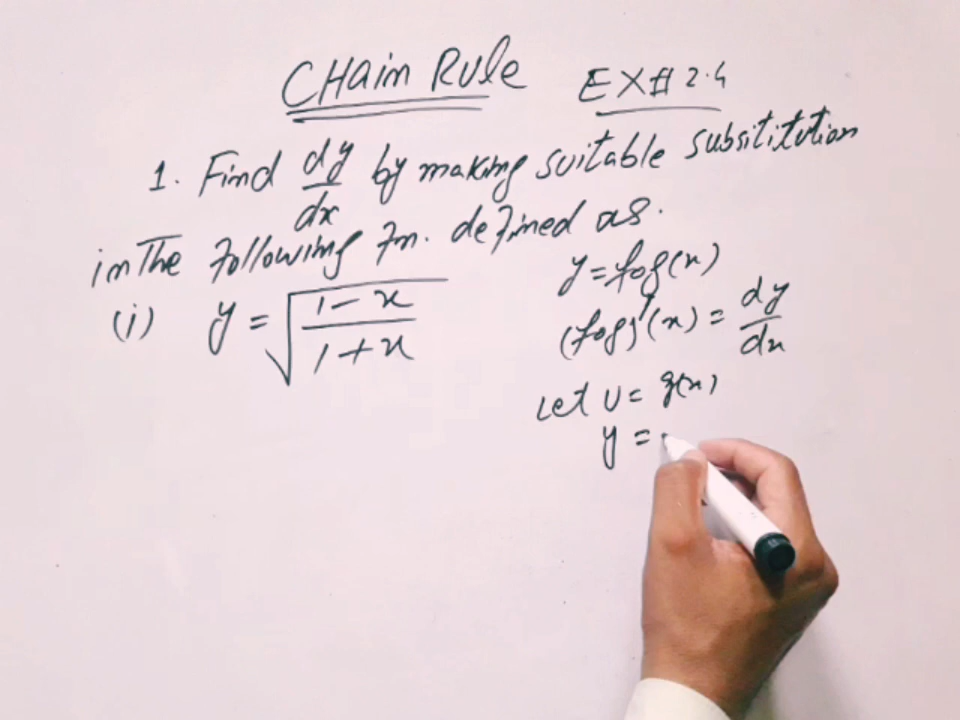 CHain Rule EX # 2.4
1. Find dy/dx by making suitable subsititution
in The following fn. defined as.
(i) y = √((1-x)/(1+x))
y = fog(x)
(fog)'(x) = dy/dx
Let u = g(x)
y =